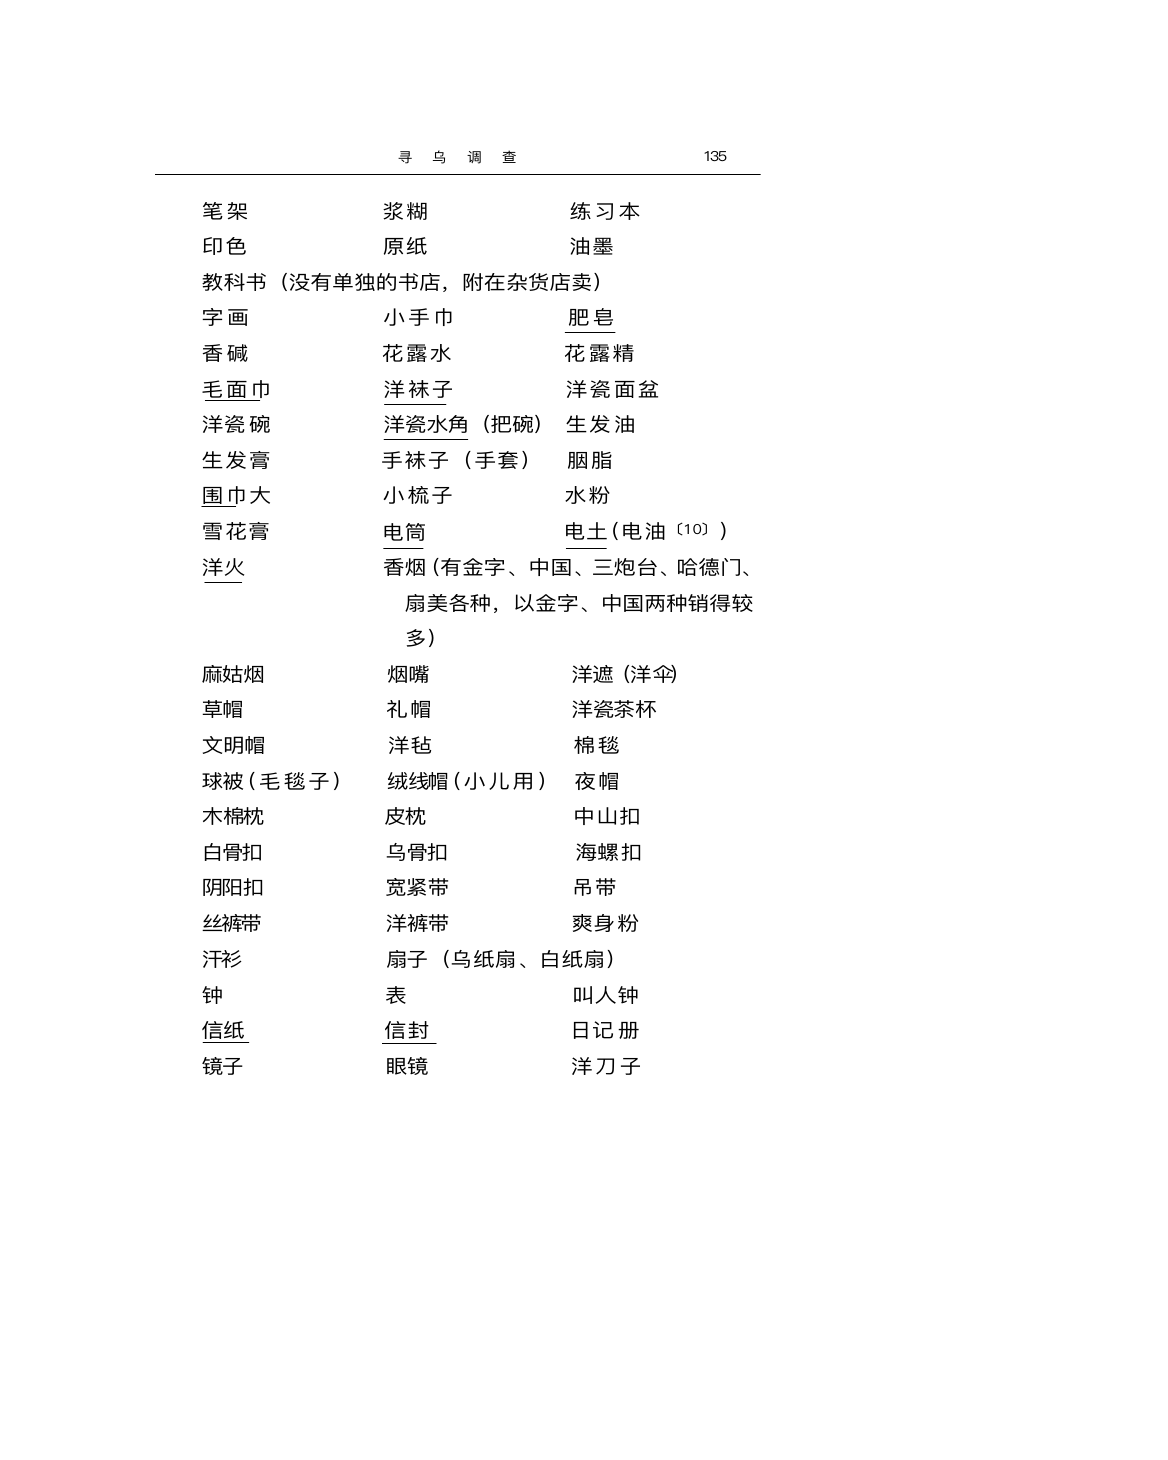 寻乌调查 135
笔架 浆糊 练习本
印色 原纸 油墨
教科书（没有单独的书店，附在杂货店卖）
字画 小手巾 肥皂
香碱 花露水 花露精
毛面巾 洋袜子 洋瓷面盆
洋瓷碗 洋瓷水角（把碗） 生发油
生发膏 手袜子（手套） 胭脂
围巾大 小梳子 水粉
雪花膏 电筒 电土（电油〔10〕）
洋火 香烟（有金字、中国、三炮台、哈德门、
扇美各种，以金字、中国两种销得较
多）
麻姑烟 烟嘴 洋遮（洋伞）
草帽 礼帽 洋瓷茶杯
文明帽 洋毡 棉毯
球被（毛毯子） 绒线帽（小儿用） 夜帽
木棉枕 皮枕 中山扣
白骨扣 乌骨扣 海螺扣
阴阳扣 宽紧带 吊带
丝裤带 洋裤带 爽身粉
汗衫 扇子（乌纸扇、白纸扇）
钟 表 叫人钟
信纸 信封 日记册
镜子 眼镜 洋刀子